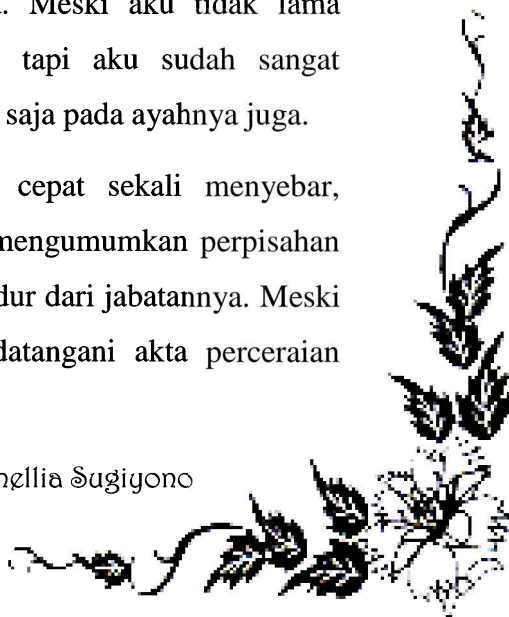 Meski aku tidak lama
tapi aku sudah sangat
saja pada ayahnya juga.
cepat sekali menyebar,
mengumumkan perpisahan
dur dari jabatannya. Meski
datangani akta perceraian
nellia Sugiyono